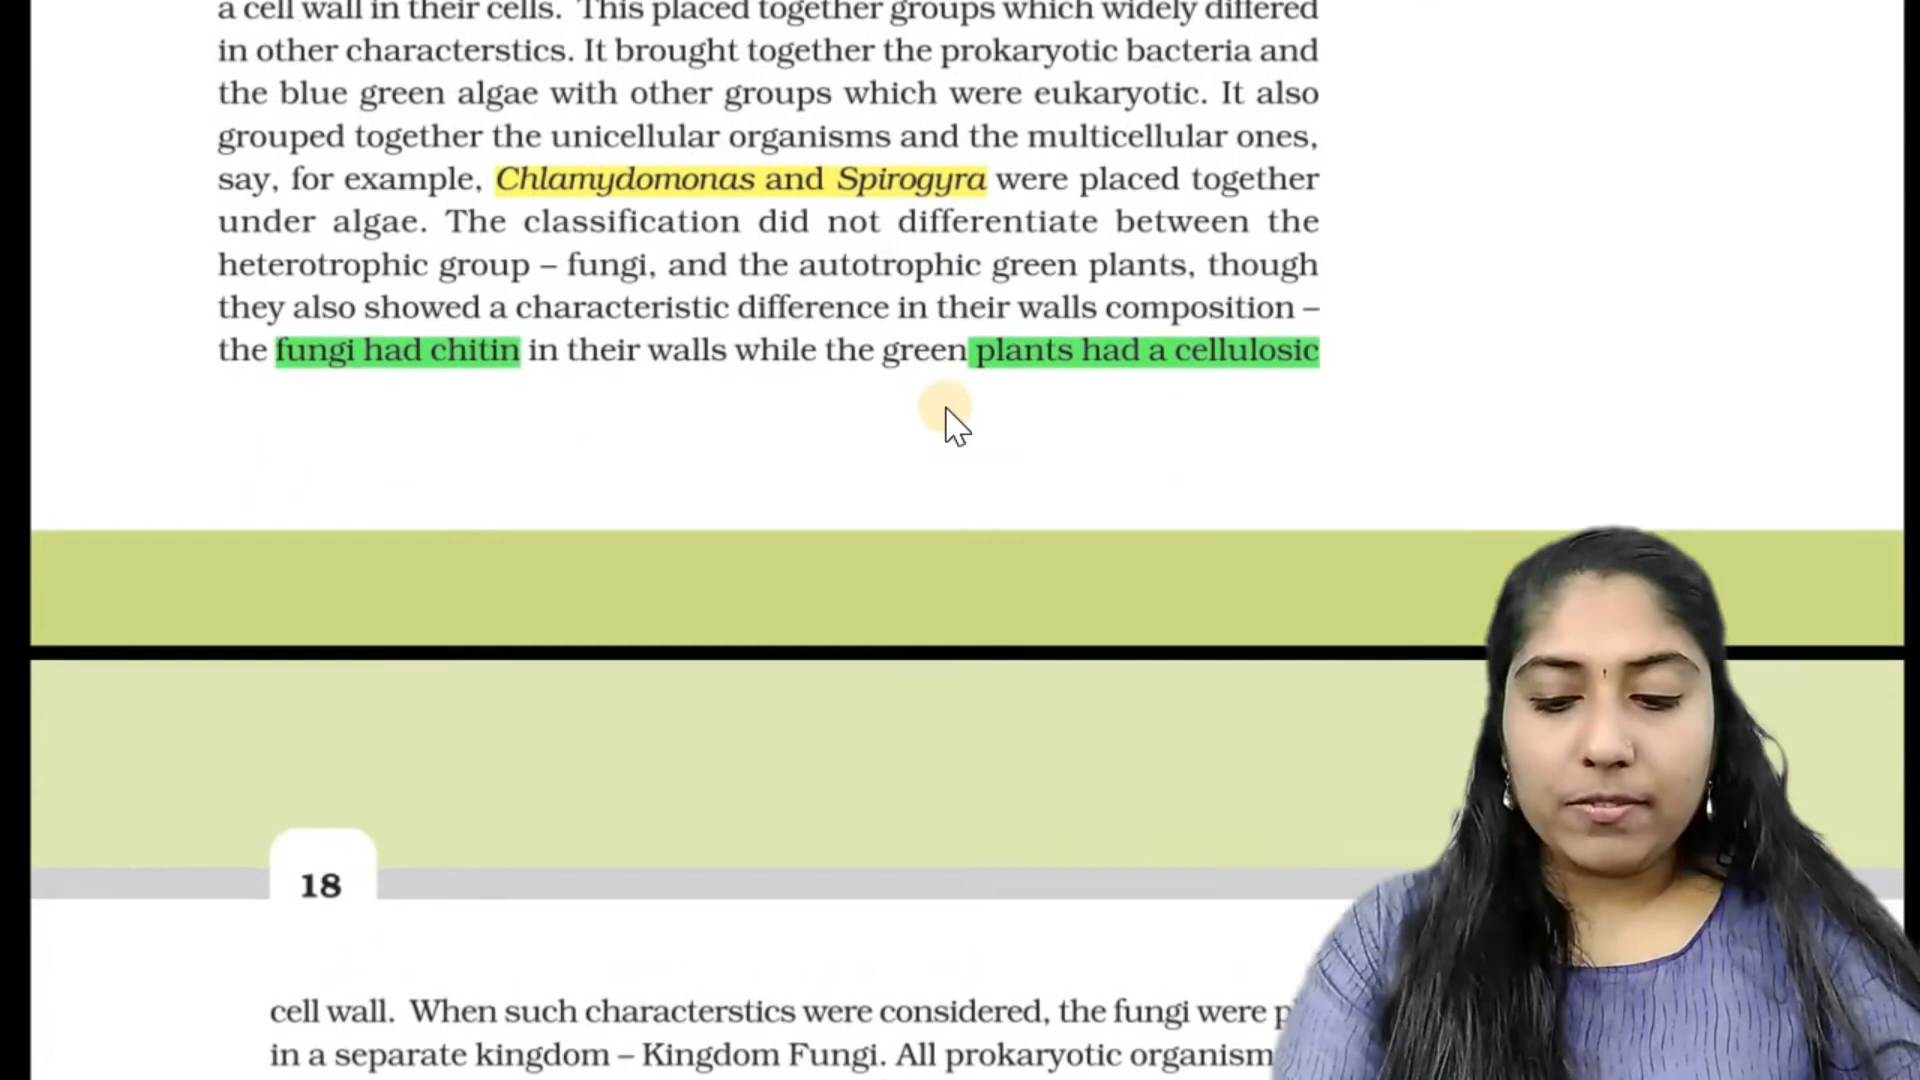 a cell wall in their cells. This placed together groups which widely differed
in other characterstics. It brought together the prokaryotic bacteria and
the blue green algae with other groups which were eukaryotic. It also
grouped together the unicellular organisms and the multicellular ones,
say, for example, Chlamydomonas and Spirogyra were placed together
under algae. The classification did not differentiate between the
heterotrophic group – fungi, and the autotrophic green plants, though
they also showed a characteristic difference in their walls composition –
the fungi had chitin in their walls while the green plants had a cellulosic
18
cell wall. When such characterstics were considered, the fungi were
in a separate kingdom – Kingdom Fungi. All prokaryotic